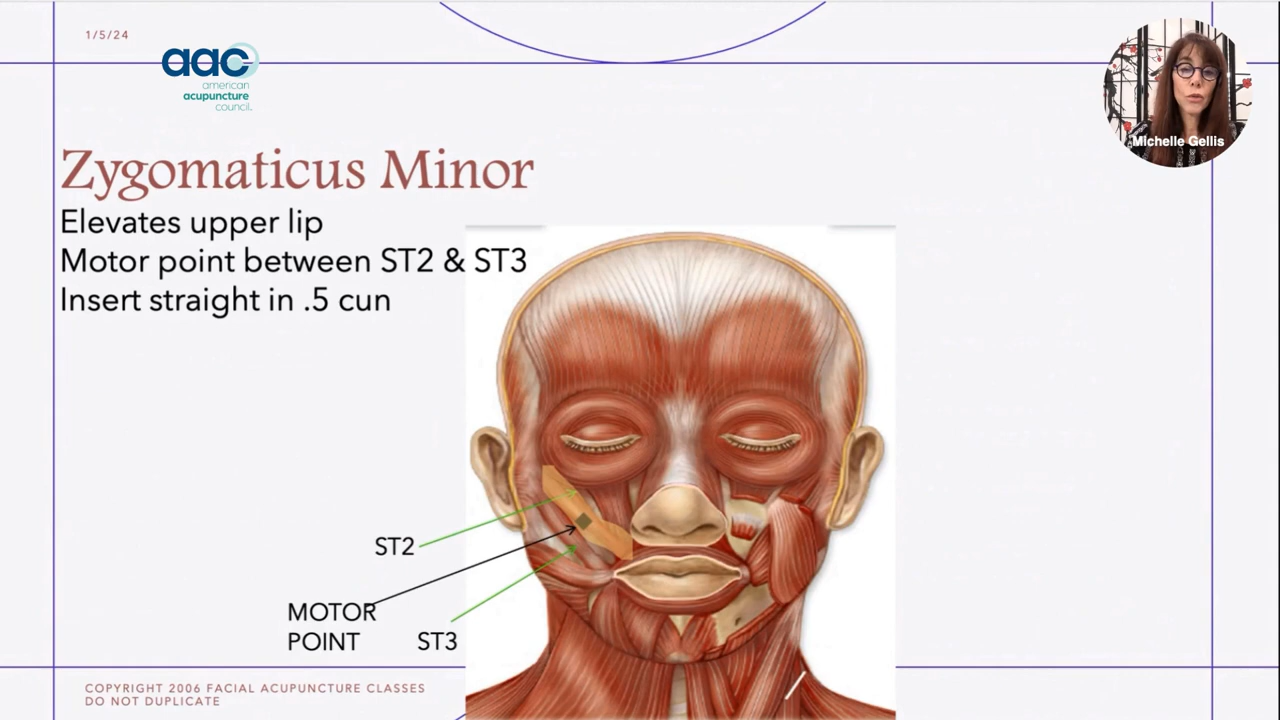 1/5/24
aac
american
acupuncture
council.
Michelle Gellis
Zygomaticus Minor
Elevates upper lip
Motor point between ST2 & ST3
Insert straight in .5 cun
ST2
MOTOR
POINT
ST3
COPYRIGHT 2006 FACIAL ACUPUNCTURE CLASSES
DO NOT DUPLICATE